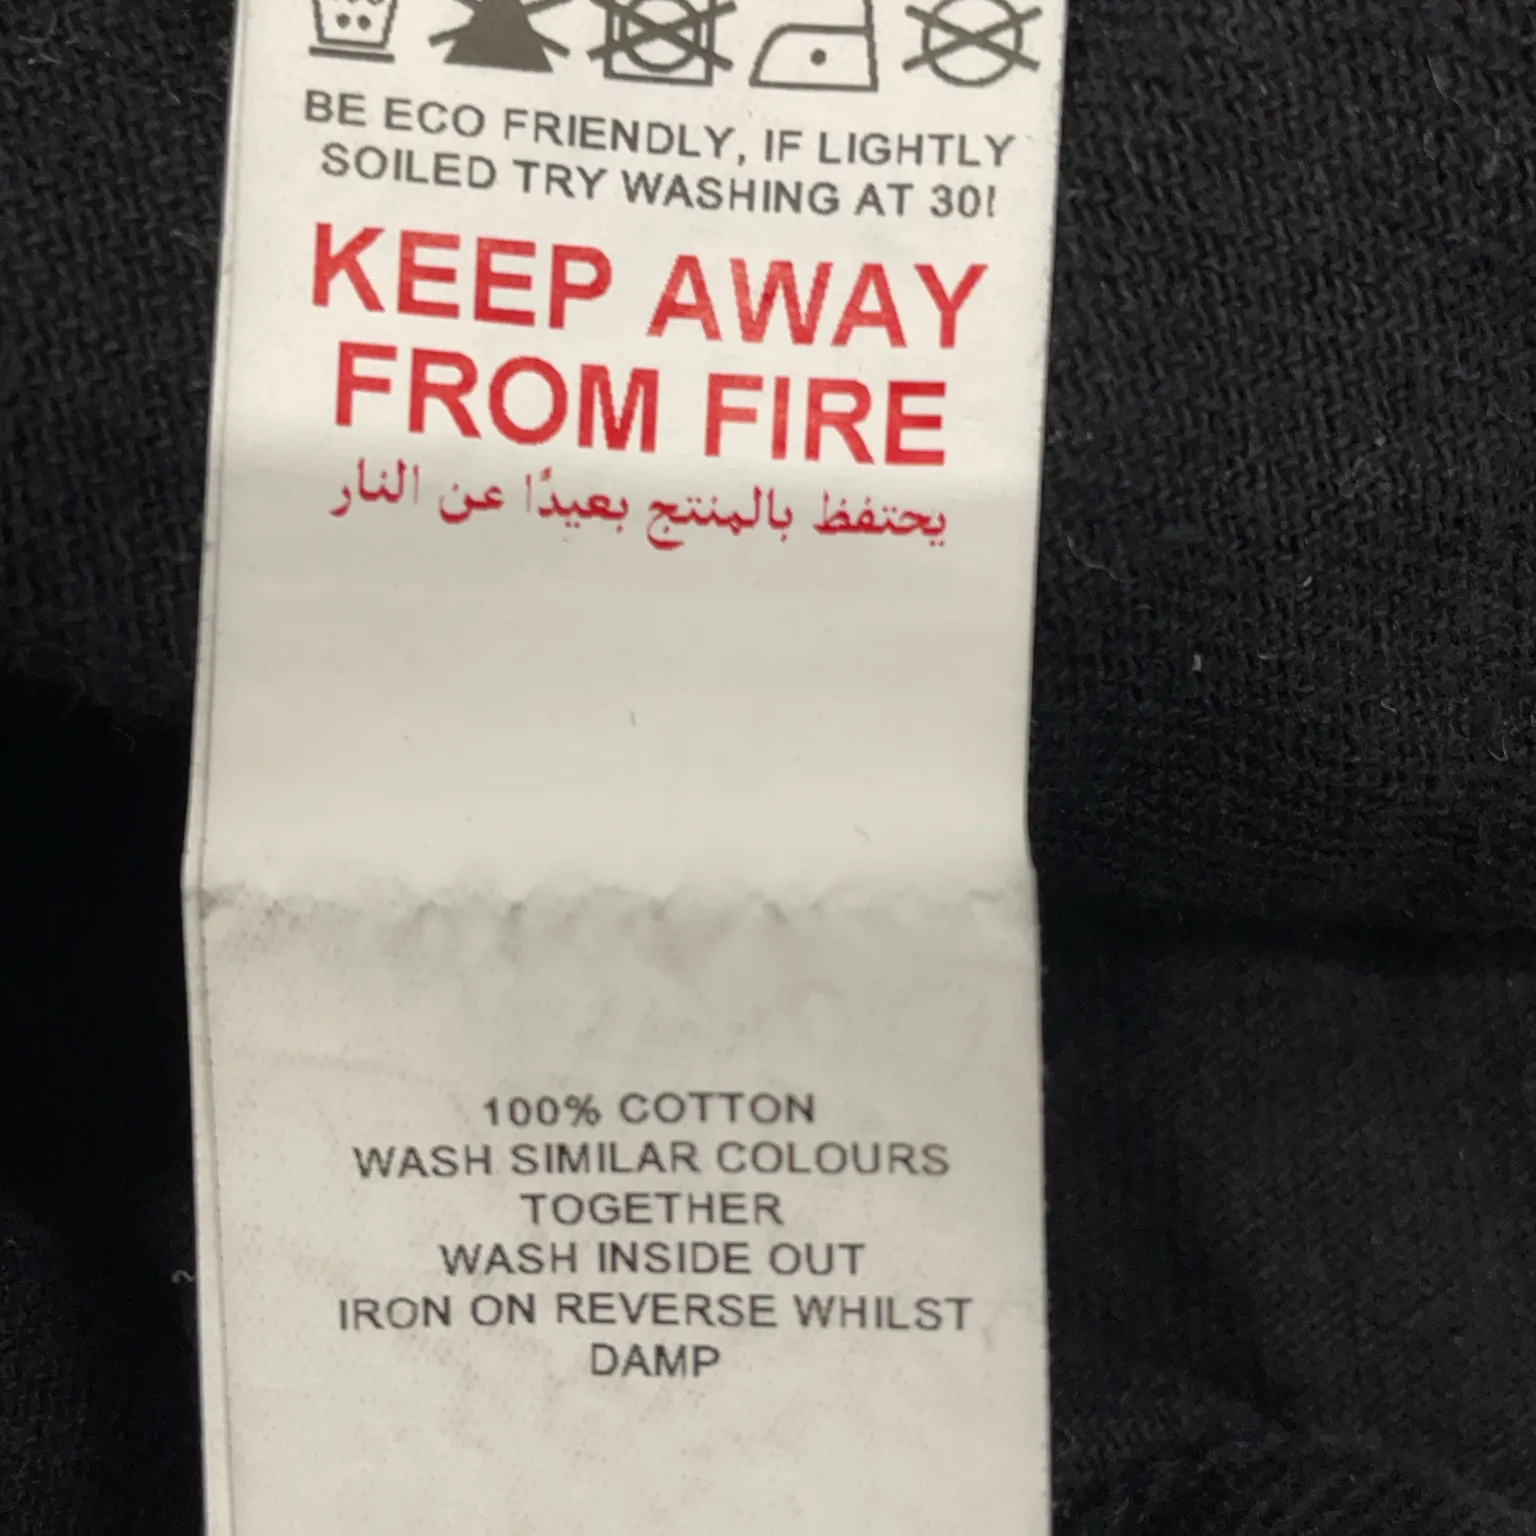 BE ECO FRIENDLY, IF LIGHTLY
SOILED TRY WASHING AT 30!
KEEP AWAY
FROM FIRE
يحتفظ بالمنتج بعيدًا عن النار
100% COTTON
WASH SIMILAR COLOURS
TOGETHER
WASH INSIDE OUT
IRON ON REVERSE WHILST
DAMP